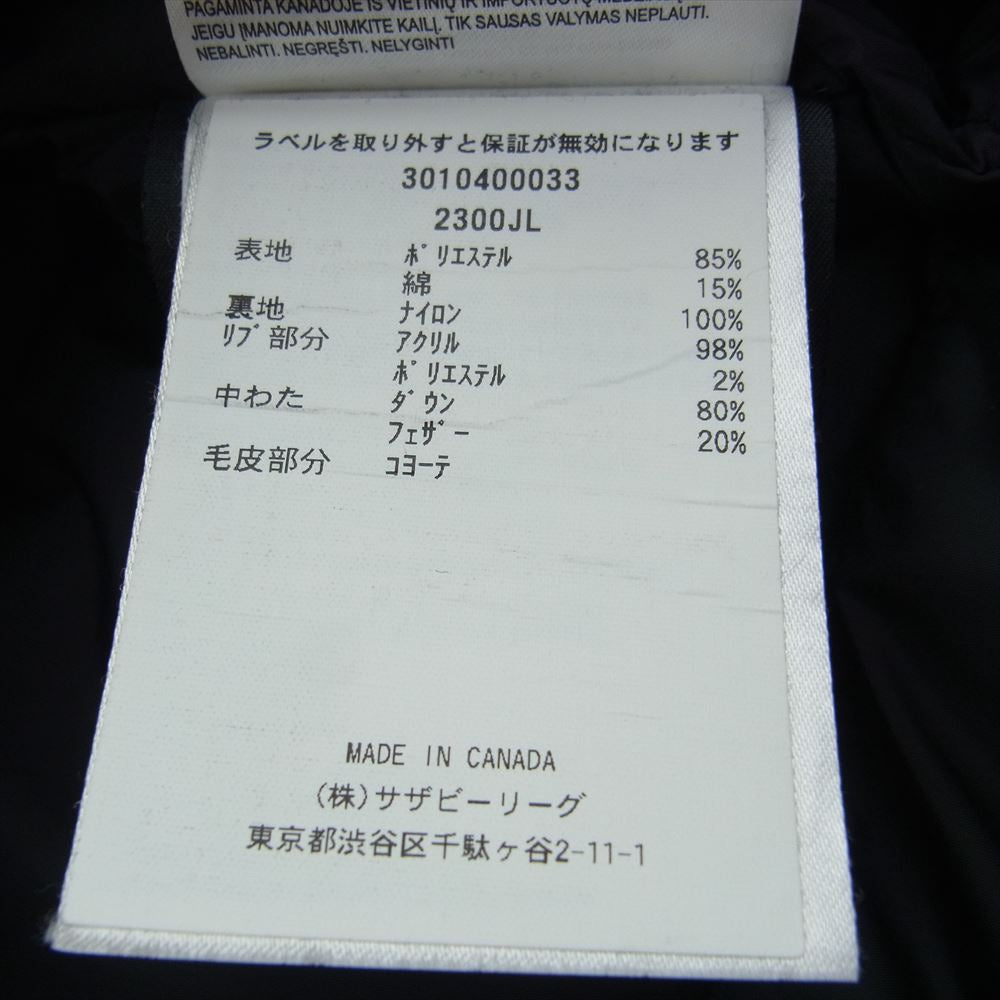 PAGAMINTA KANADOJE IŠ VIETINIŲ IR IMPORTUOTŲ
JEIGU ĮMANOMA NUIMKITE KAILĮ. TIK SAUSAS VALYMAS NEPLAUTI.
NEBALINTI. NEGRĘŠTI. NELYGINTI
ラベルを取り外すと保証が無効になります
3010400033
2300JL
表地 ﾎﾟﾘｴｽﾃﾙ 85%
綿 15%
裏地 ﾅｲﾛﾝ 100%
ﾘﾌﾞ部分 ｱｸﾘﾙ 98%
ﾎﾟﾘｴｽﾃﾙ 2%
中わた ﾀﾞｳﾝ 80%
ﾌｪｻﾞｰ 20%
毛皮部分 ｺﾖｰﾃ
MADE IN CANADA
(株)サザビーリーグ
東京都渋谷区千駄ヶ谷2-11-1